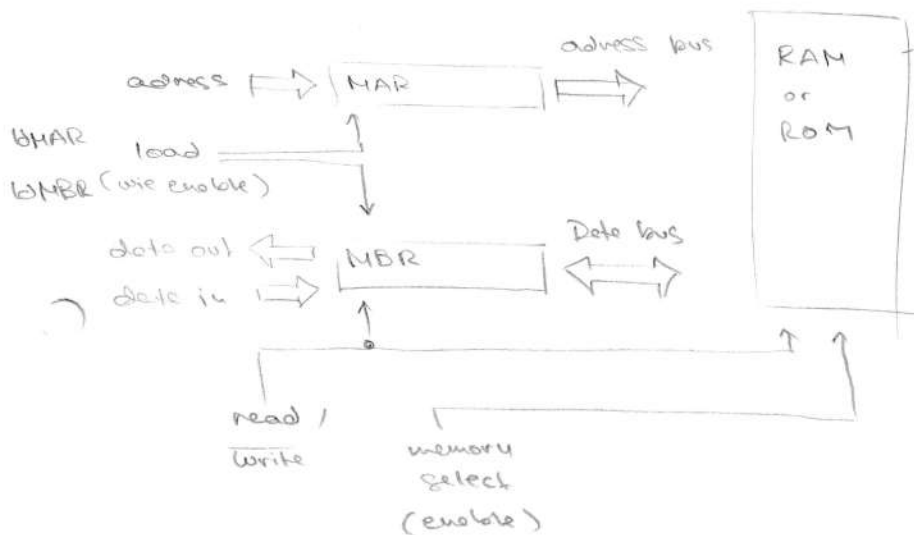 adress bus
RAM
or
ROM
adress
MAR
WMAR
load
WMBR (wie enable)
data out
MBR
Data bus
data in
read /
write
memory
select
(enable)